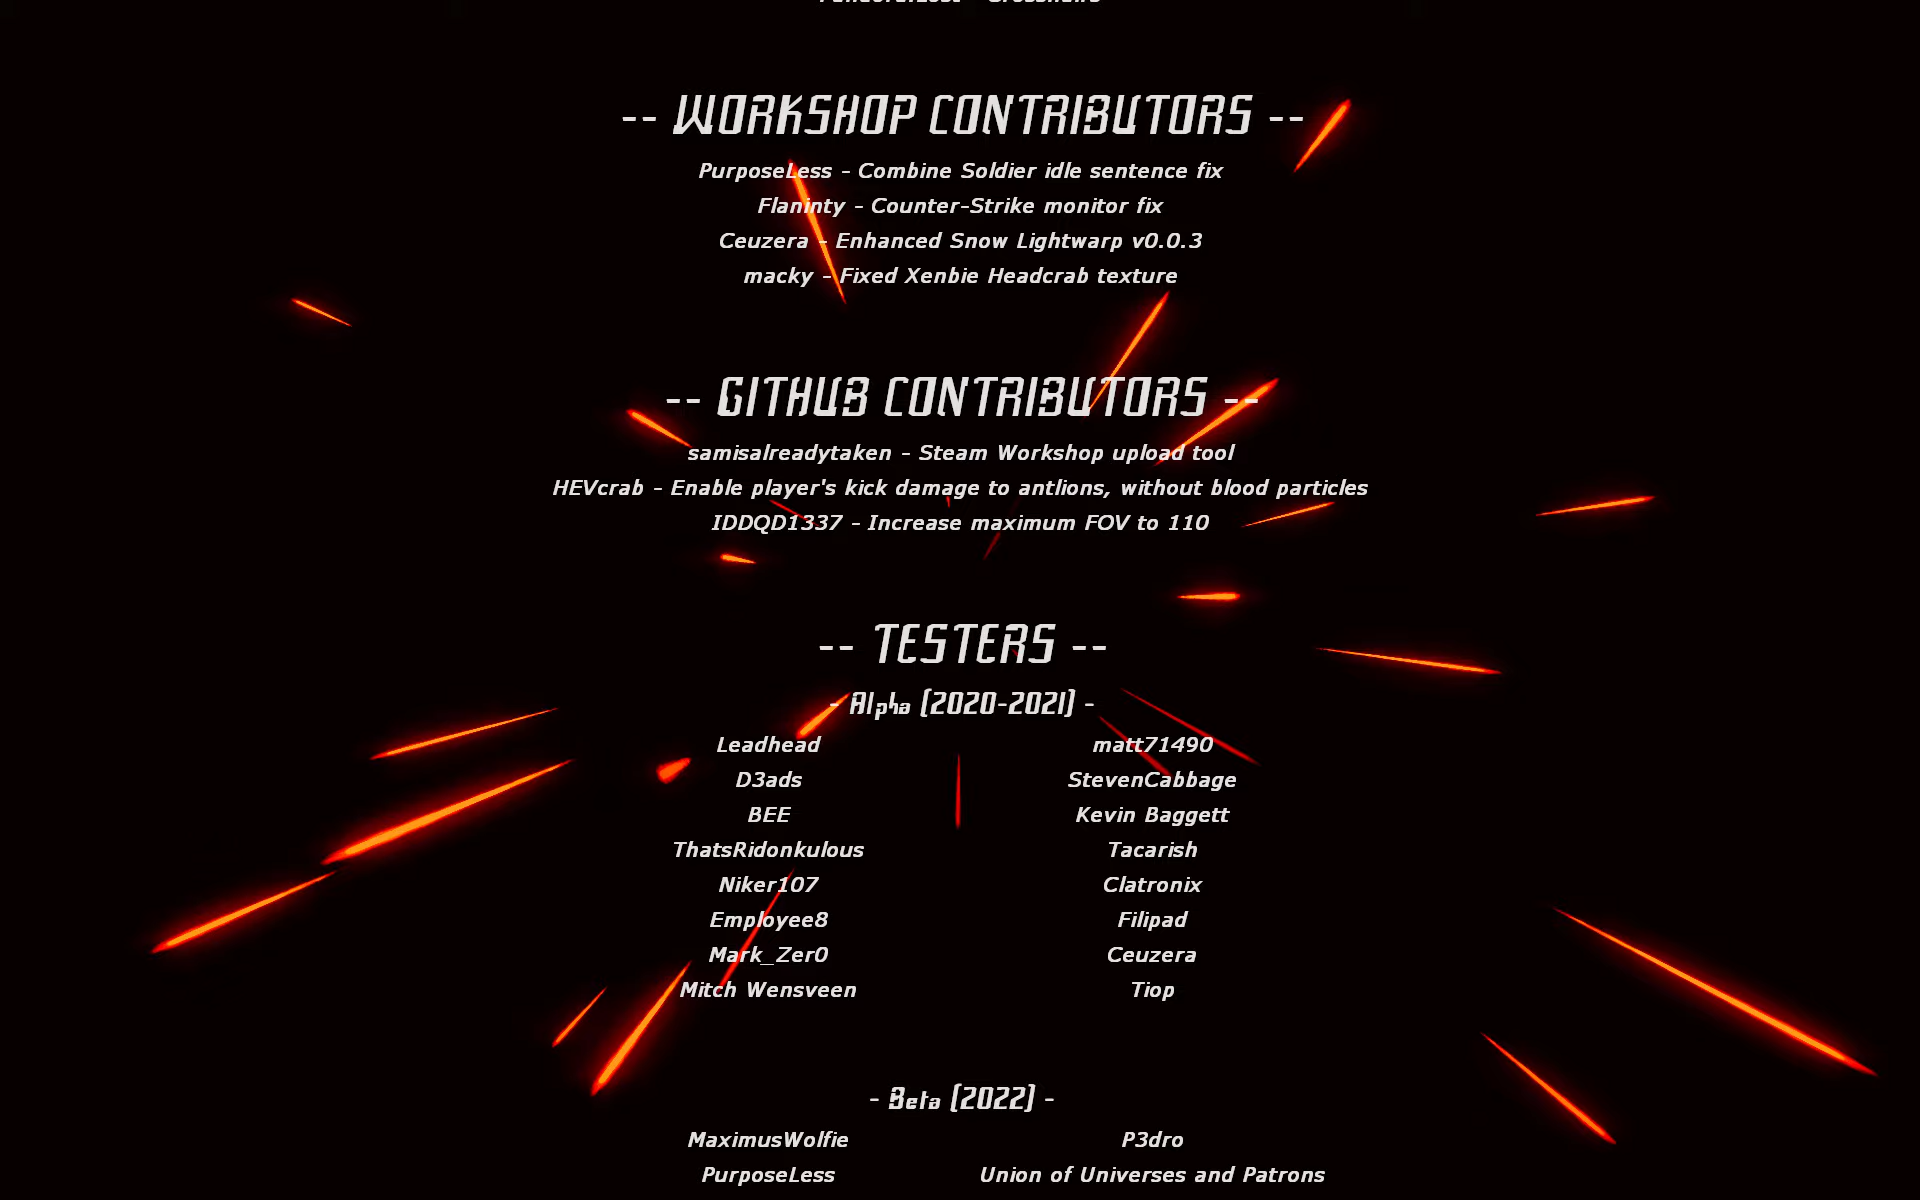 -- WORKSHOP CONTRIBUTORS --
PurposeLess - Combine Soldier idle sentence fix
Flaninty - Counter-Strike monitor fix
Ceuzera - Enhanced Snow Lightwarp v0.0.3
macky - Fixed Xenbie Headcrab texture
-- GITHUB CONTRIBUTORS --
samisalreadytaken - Steam Workshop upload tool
HEVcrab - Enable player's kick damage to antlions, without blood particles
IDDQD1337 - Increase maximum FOV to 110
-- TESTERS --
- Alpha (2020-2021) -
Leadhead matt71490
D3ads StevenCabbage
BEE Kevin Baggett
ThatsRidonkulous Tacarish
Niker107 Clatronix
Employee8 Filipad
Mark_Zer0 Ceuzera
Mitch Wensveen Tiop
- Beta (2022) -
MaximusWolfie P3dro
PurposeLess Union of Universes and Patrons